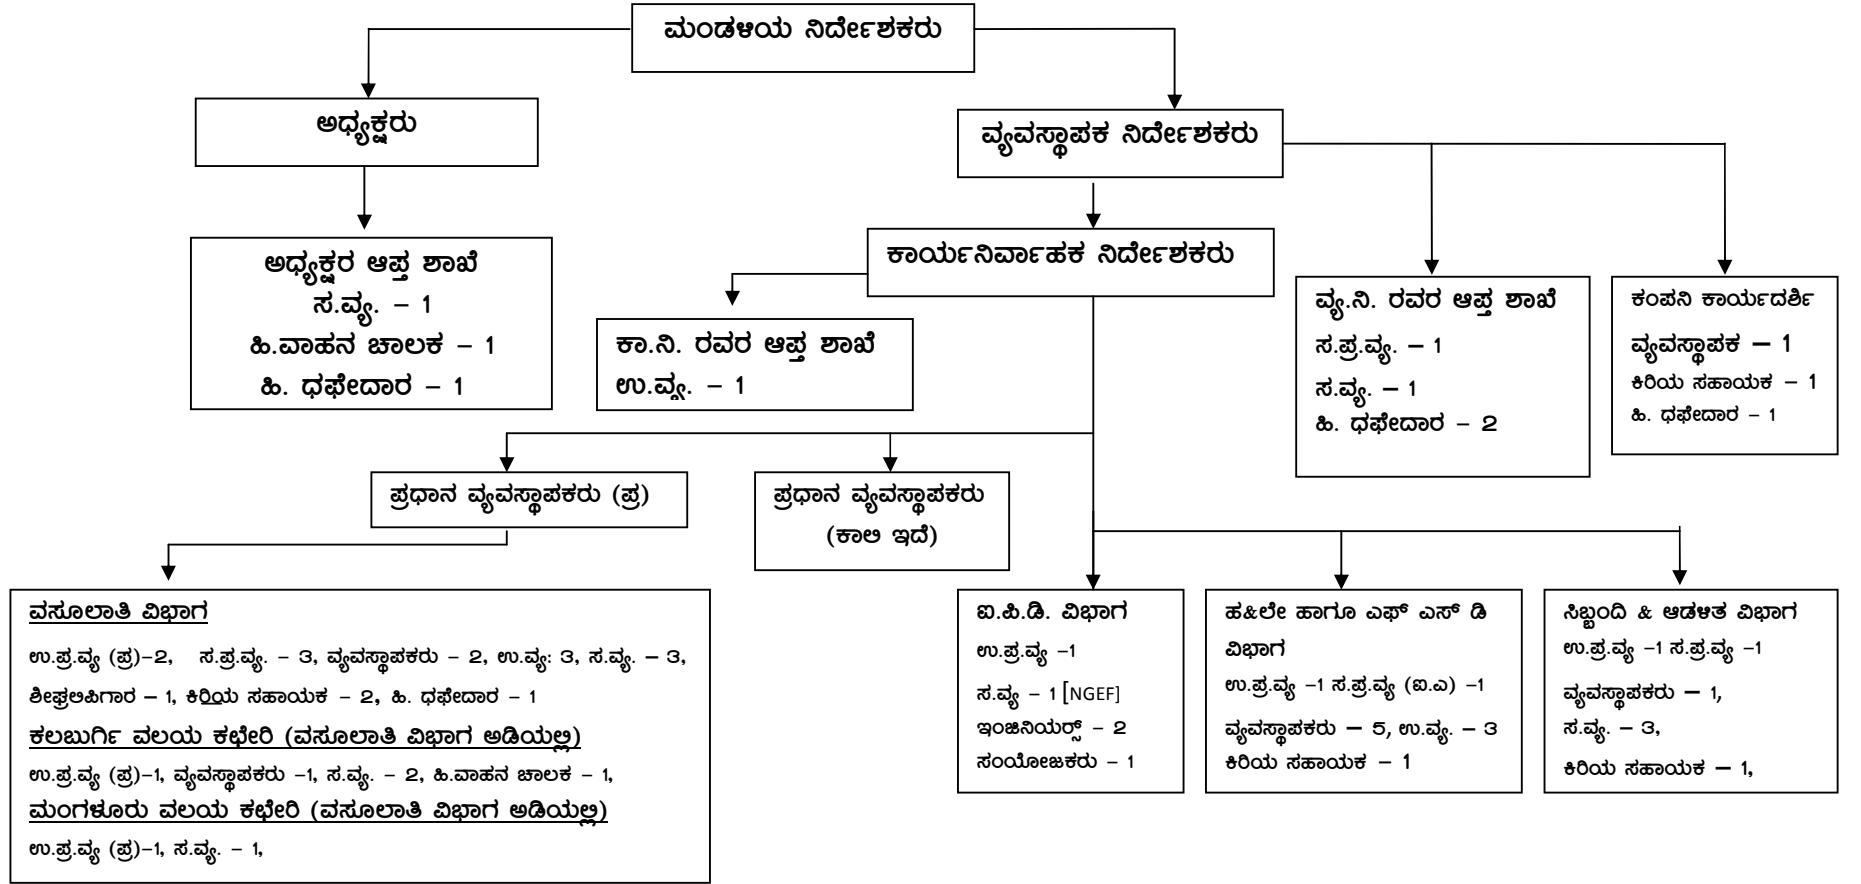 ಮಂಡಳಿಯ ನಿರ್ದೇಶಕರು
ಅಧ್ಯಕ್ಷರು
ವ್ಯವಸ್ಥಾಪಕ ನಿರ್ದೇಶಕರು
ಅಧ್ಯಕ್ಷರ ಆಪ್ತ ಶಾಖೆ
ಸ.ವ್ಯ. – 1
ಹಿ.ವಾಹನ ಚಾಲಕ – 1
ಹಿ. ಧಫೇದಾರ – 1
ಕಾರ್ಯನಿರ್ವಾಹಕ ನಿರ್ದೇಶಕರು
ಕಾ.ನಿ. ರವರ ಆಪ್ತ ಶಾಖೆ
ಉ.ವ್ಯ. – 1
ವ್ಯ.ನಿ. ರವರ ಆಪ್ತ ಶಾಖೆ
ಸ.ಪ್ರ.ವ್ಯ. – 1
ಸ.ವ್ಯ. – 1
ಹಿ. ಧಫೇದಾರ – 2
ಕಂಪನಿ ಕಾರ್ಯದರ್ಶಿ
ವ್ಯವಸ್ಥಾಪಕ – 1
ಕಿರಿಯ ಸಹಾಯಕ – 1
ಹಿ. ಧಫೇದಾರ – 1
ಪ್ರಧಾನ ವ್ಯವಸ್ಥಾಪಕರು (ಪ್ರ)
ಪ್ರಧಾನ ವ್ಯವಸ್ಥಾಪಕರು
(ಕಾಲಿ ಇದೆ)
ವಸೂಲಾತಿ ವಿಭಾಗ
ಉ.ಪ್ರ.ವ್ಯ (ಪ್ರ)–2, ಸ.ಪ್ರ.ವ್ಯ. – 3, ವ್ಯವಸ್ಥಾಪಕರು – 2, ಉ.ವ್ಯ: 3, ಸ.ವ್ಯ. – 3,
ಶೀಘ್ರಲಿಪಿಗಾರ – 1, ಕಿರಿಯ ಸಹಾಯಕ – 2, ಹಿ. ಧಫೇದಾರ – 1
ಕಲಬುರ್ಗಿ ವಲಯ ಕಛೇರಿ (ವಸೂಲಾತಿ ವಿಭಾಗ ಅಡಿಯಲ್ಲಿ)
ಉ.ಪ್ರ.ವ್ಯ (ಪ್ರ)–1, ವ್ಯವಸ್ಥಾಪಕರು –1, ಸ.ವ್ಯ. – 2, ಹಿ.ವಾಹನ ಚಾಲಕ – 1,
ಮಂಗಳೂರು ವಲಯ ಕಛೇರಿ (ವಸೂಲಾತಿ ವಿಭಾಗ ಅಡಿಯಲ್ಲಿ)
ಉ.ಪ್ರ.ವ್ಯ (ಪ್ರ)–1, ಸ.ವ್ಯ. – 1,
ಐ.ಪಿ.ಡಿ. ವಿಭಾಗ
ಉ.ಪ್ರ.ವ್ಯ –1
ಸ.ವ್ಯ – 1 [NGEF]
ಇಂಜಿನಿಯರ್ಸ್ – 2
ಸಂಯೋಜಕರು – 1
ಹ&ಲೇ ಹಾಗೂ ಎಫ್ ಎಸ್ ಡಿ
ವಿಭಾಗ
ಉ.ಪ್ರ.ವ್ಯ –1 ಸ.ಪ್ರ.ವ್ಯ (ಐ.ಎ) –1
ವ್ಯವಸ್ಥಾಪಕರು – 5, ಉ.ವ್ಯ. – 3
ಕಿರಿಯ ಸಹಾಯಕ – 1
ಸಿಬ್ಬಂದಿ & ಆಡಳಿತ ವಿಭಾಗ
ಉ.ಪ್ರ.ವ್ಯ –1 ಸ.ಪ್ರ.ವ್ಯ –1
ವ್ಯವಸ್ಥಾಪಕರು – 1,
ಸ.ವ್ಯ. – 3,
ಕಿರಿಯ ಸಹಾಯಕ – 1,